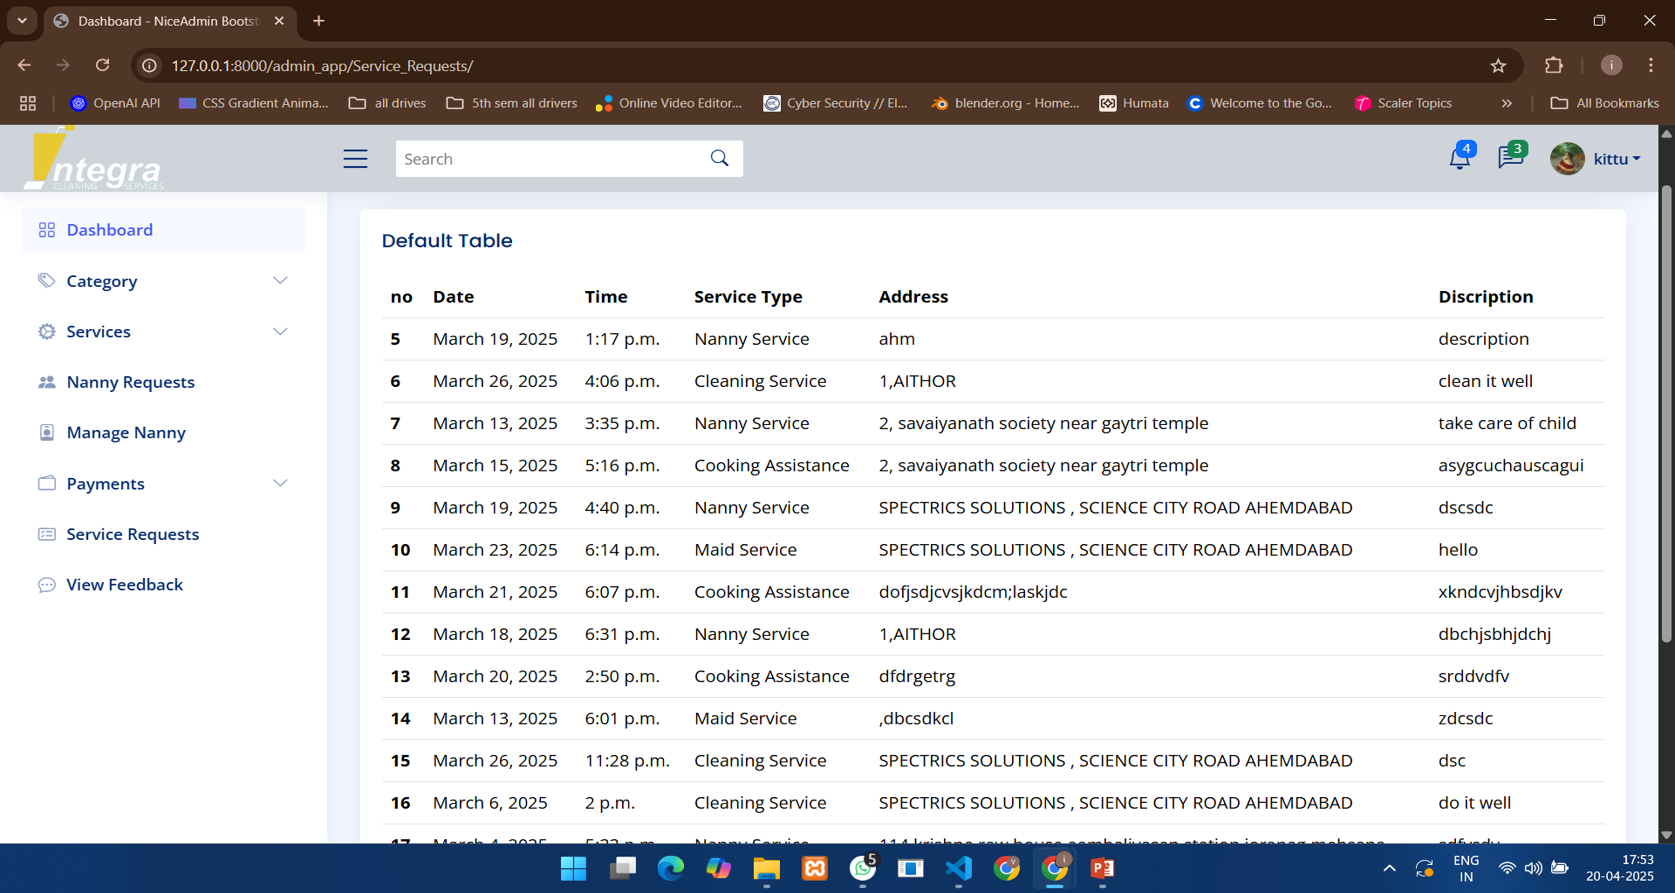 Dashboard - NiceAdmin Bootst
127.0.0.1:8000/admin_app/Service_Requests/
OpenAI API CSS Gradient Anima... all drives 5th sem all drivers Online Video Editor... Cyber Security // El... blender.org - Home... Humata Welcome to the Go... Scaler Topics » All Bookmarks
ntegra
CLEANING SERVICES
Search
4
3
kittu
Dashboard
Category
Services
Nanny Requests
Manage Nanny
Payments
Service Requests
View Feedback
Default Table
no Date Time Service Type Address Discription
5 March 19, 2025 1:17 p.m. Nanny Service ahm description
6 March 26, 2025 4:06 p.m. Cleaning Service 1,AITHOR clean it well
7 March 13, 2025 3:35 p.m. Nanny Service 2, savaiyanath society near gaytri temple take care of child
8 March 15, 2025 5:16 p.m. Cooking Assistance 2, savaiyanath society near gaytri temple asygcuchauscagui
9 March 19, 2025 4:40 p.m. Nanny Service SPECTRICS SOLUTIONS , SCIENCE CITY ROAD AHEMDABAD dscsdc
10 March 23, 2025 6:14 p.m. Maid Service SPECTRICS SOLUTIONS , SCIENCE CITY ROAD AHEMDABAD hello
11 March 21, 2025 6:07 p.m. Cooking Assistance dofjsdjcvsjkdcm;laskjdc xkndcvjhbsdjkv
12 March 18, 2025 6:31 p.m. Nanny Service 1,AITHOR dbchjsbhjdchj
13 March 20, 2025 2:50 p.m. Cooking Assistance dfdrgetrg srddvdfv
14 March 13, 2025 6:01 p.m. Maid Service ,dbcsdkcl zdcsdc
15 March 26, 2025 11:28 p.m. Cleaning Service SPECTRICS SOLUTIONS , SCIENCE CITY ROAD AHEMDABAD dsc
16 March 6, 2025 2 p.m. Cleaning Service SPECTRICS SOLUTIONS , SCIENCE CITY ROAD AHEMDABAD do it well
17 March 4, 2025 Nanny Service
5
ENG
IN
17:53
20-04-2025